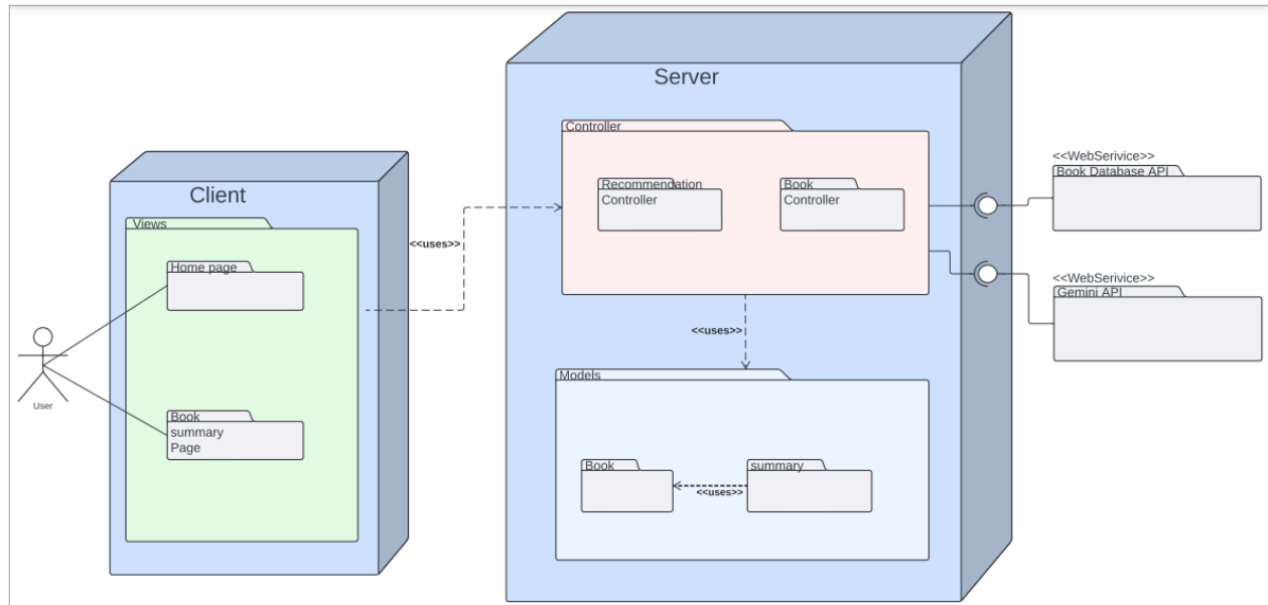 Server
Controller
<<WebSerivice>>
Book Database API
Recommendation
Controller
Book
Controller
Client
Views
<<uses>>
Home page
<<WebSerivice>>
Gemini API
<<uses>>
Models
User
Book
summary
Page
Book
<<uses>>
summary